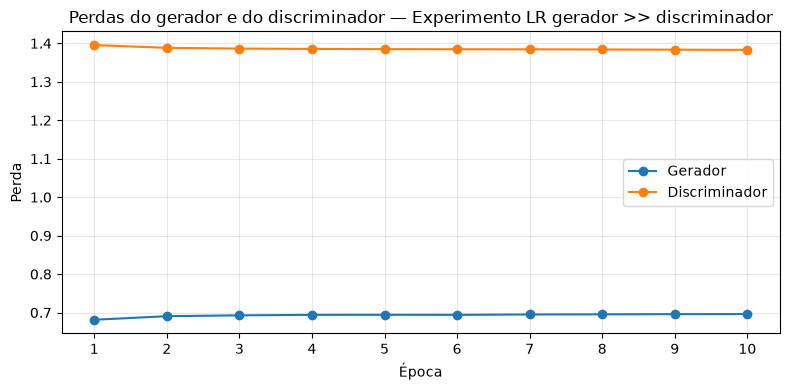 Perdas do gerador e do discriminador — Experimento LR gerador >> discriminador
Perda
1.4
1.3
1.2
1.1
1.0
0.9
0.8
0.7
Gerador
Discriminador
1 2 3 4 5 6 7 8 9 10
Época